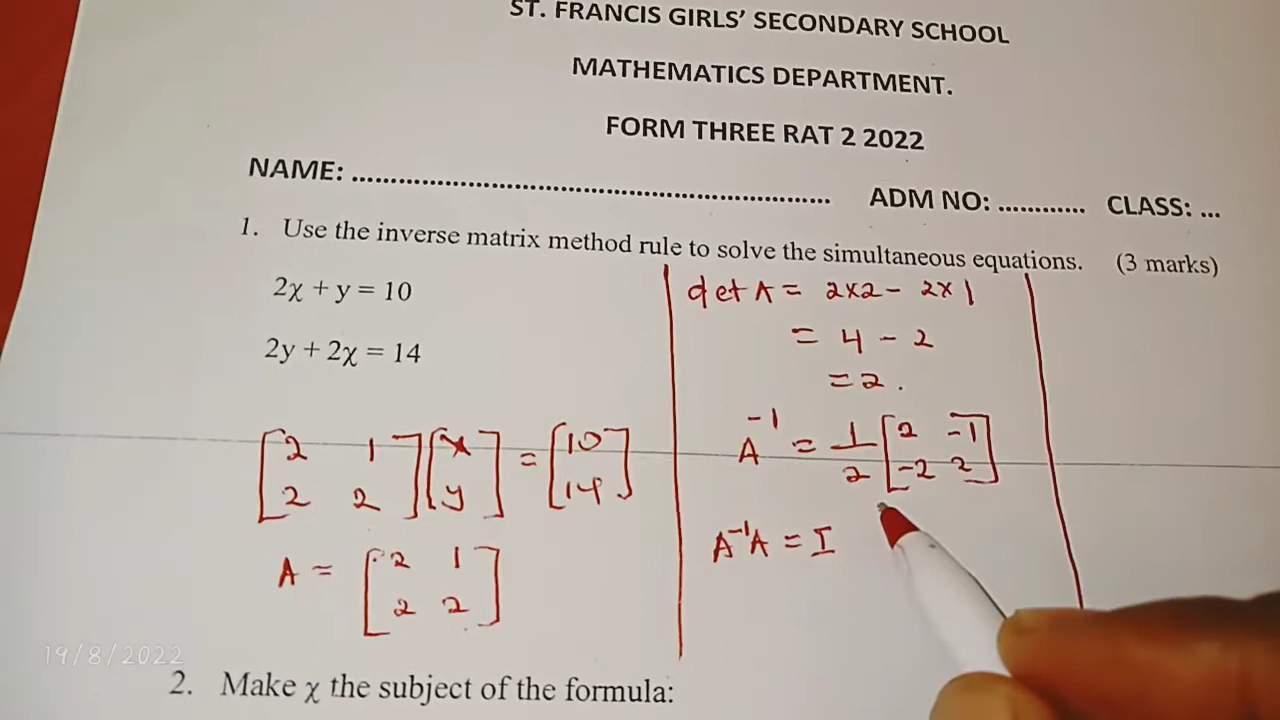 ST. FRANCIS GIRLS' SECONDARY SCHOOL
MATHEMATICS DEPARTMENT.
FORM THREE RAT 2 2022
NAME: ........................................................................ ADM NO: ............ CLASS: ...
1. Use the inverse matrix method rule to solve the simultaneous equations. (3 marks)
2χ + y = 10
2y + 2χ = 14
[2 1
2 2] [x
y] = [10
14]
A = [2 1
2 2]
det A = 2x2 - 2x1
= 4 - 2
= 2.
A⁻¹ = 1/2 [2 -1
-2 2]
A⁻¹A = I
19/8/2022
2. Make χ the subject of the formula: